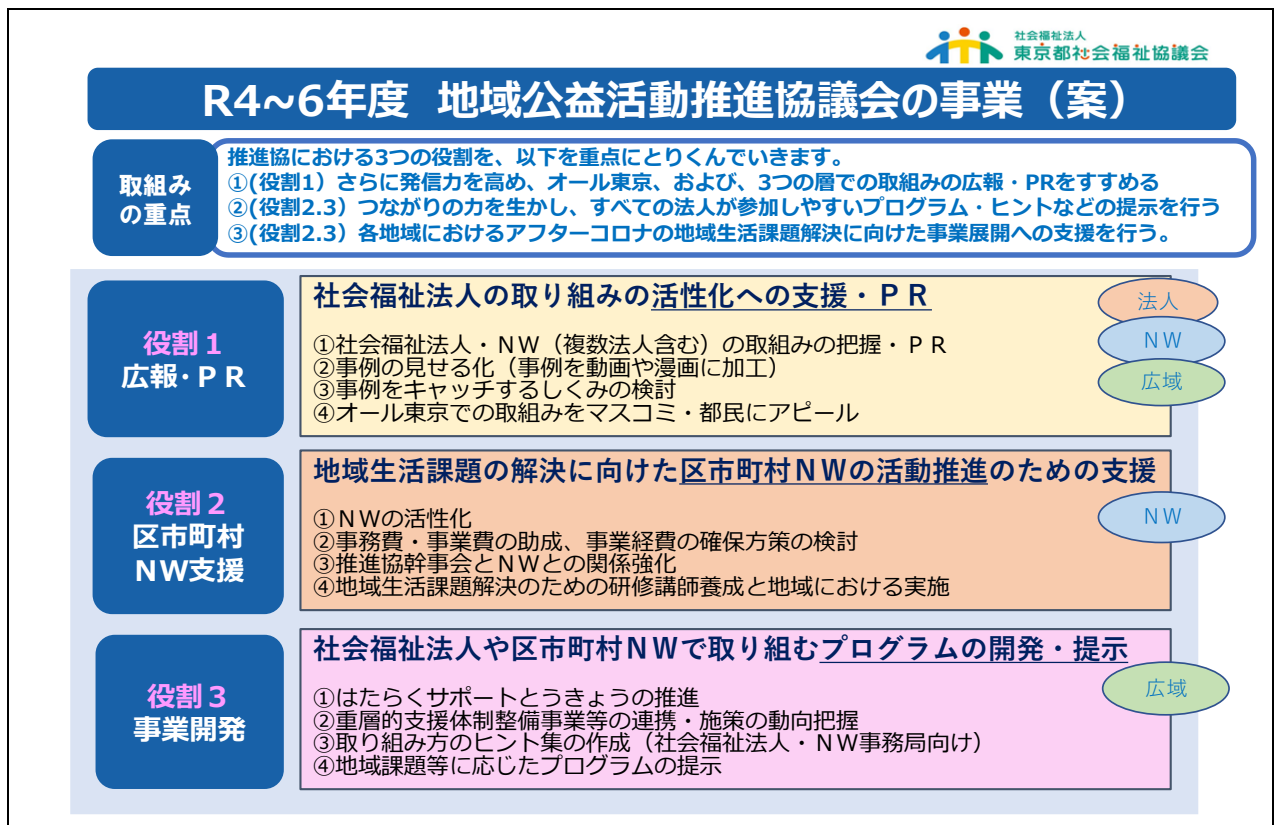 社会福祉法人
東京都社会福祉協議会
R4~6年度 地域公益活動推進協議会の事業（案）
取組み
の重点
推進協における3つの役割を、以下を重点にとりくんでいきます。
①(役割1）さらに発信力を高め、オール東京、および、3つの層での取組みの広報・PRをすすめる
②(役割2.3）つながりの力を生かし、すべての法人が参加しやすいプログラム・ヒントなどの提示を行う
③(役割2.3）各地域におけるアフターコロナの地域生活課題解決に向けた事業展開への支援を行う。
役割１
広報・ＰＲ
社会福祉法人の取り組みの活性化への支援・ＰＲ
①社会福祉法人・ＮＷ（複数法人含む）の取組みの把握・ＰＲ
②事例の見せる化（事例を動画や漫画に加工）
③事例をキャッチするしくみの検討
④オール東京での取組みをマスコミ・都民にアピール
法人
ＮＷ
広域
役割２
区市町村
ＮＷ支援
地域生活課題の解決に向けた区市町村ＮＷの活動推進のための支援
①ＮＷの活性化
②事務費・事業費の助成、事業経費の確保方策の検討
③推進協幹事会とＮＷとの関係強化
④地域生活課題解決のための研修講師養成と地域における実施
ＮＷ
役割３
事業開発
社会福祉法人や区市町村ＮＷで取り組むプログラムの開発・提示
①はたらくサポートとうきょうの推進
②重層的支援体制整備事業等の連携・施策の動向把握
③取り組み方のヒント集の作成（社会福祉法人・ＮＷ事務局向け）
④地域課題等に応じたプログラムの提示
広域